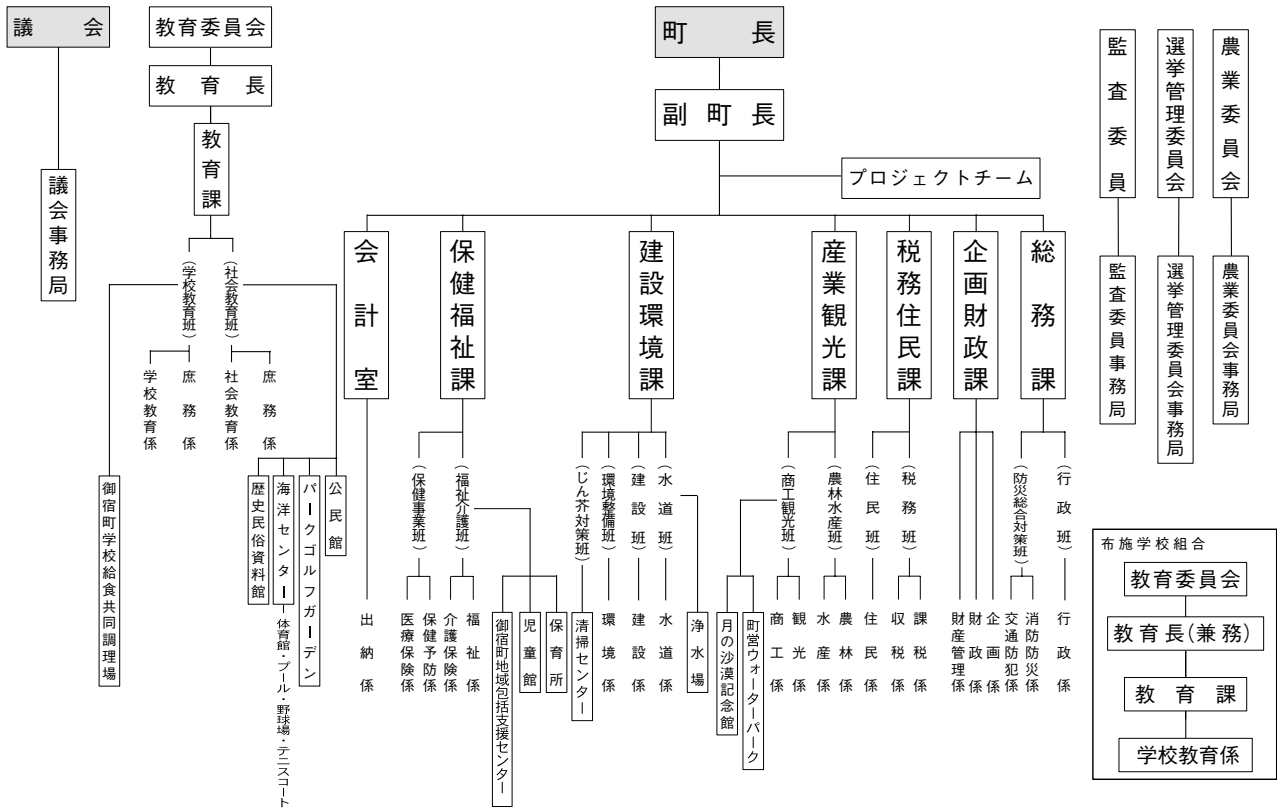 議会
教育委員会
町長
教育長
副町長
教育課
プロジェクトチーム
議会事務局
監査委員
選挙管理委員会
農業委員会
監査委員事務局
選挙管理委員会事務局
農業委員会事務局
会計室
保健福祉課
建設環境課
産業観光課
税務住民課
企画財政課
総務課
(学校教育班)
(社会教育班)
学校教育係
庶務係
社会教育係
庶務係
御宿町学校給食共同調理場
歴史民俗資料館
海洋センター
体育館・プール・野球場・テニスコート
パークゴルフガーデン
公民館
出納係
(保健事業班)
(福祉介護班)
医療保険係
保健予防係
介護保険係
福祉係
御宿町地域包括支援センター
児童館
保育所
(じん芥対策班)
(環境整備班)
(建設班)
(水道班)
清掃センター
環境係
建設係
水道係
浄水場
(商工観光班)
(農林水産班)
月の沙漠記念館
町営ウォーターパーク
商工係
観光係
水産係
農林係
(住民班)
(税務班)
住民係
収税係
課税係
財産管理係
財政係
企画係
(防災総合対策班)
(行政班)
交通防犯係
消防防災係
行政係
布施学校組合
教育委員会
教育長(兼務)
教育課
学校教育係